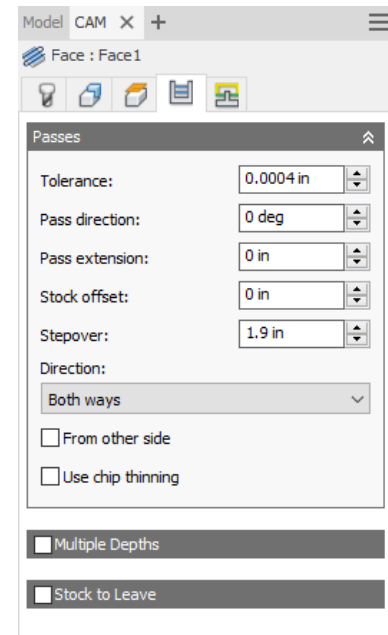 Model CAM
Face : Face1
Passes
Tolerance: 0.0004 in
Pass direction: 0 deg
Pass extension: 0 in
Stock offset: 0 in
Stepover: 1.9 in
Direction:
Both ways
From other side
Use chip thinning
Multiple Depths
Stock to Leave